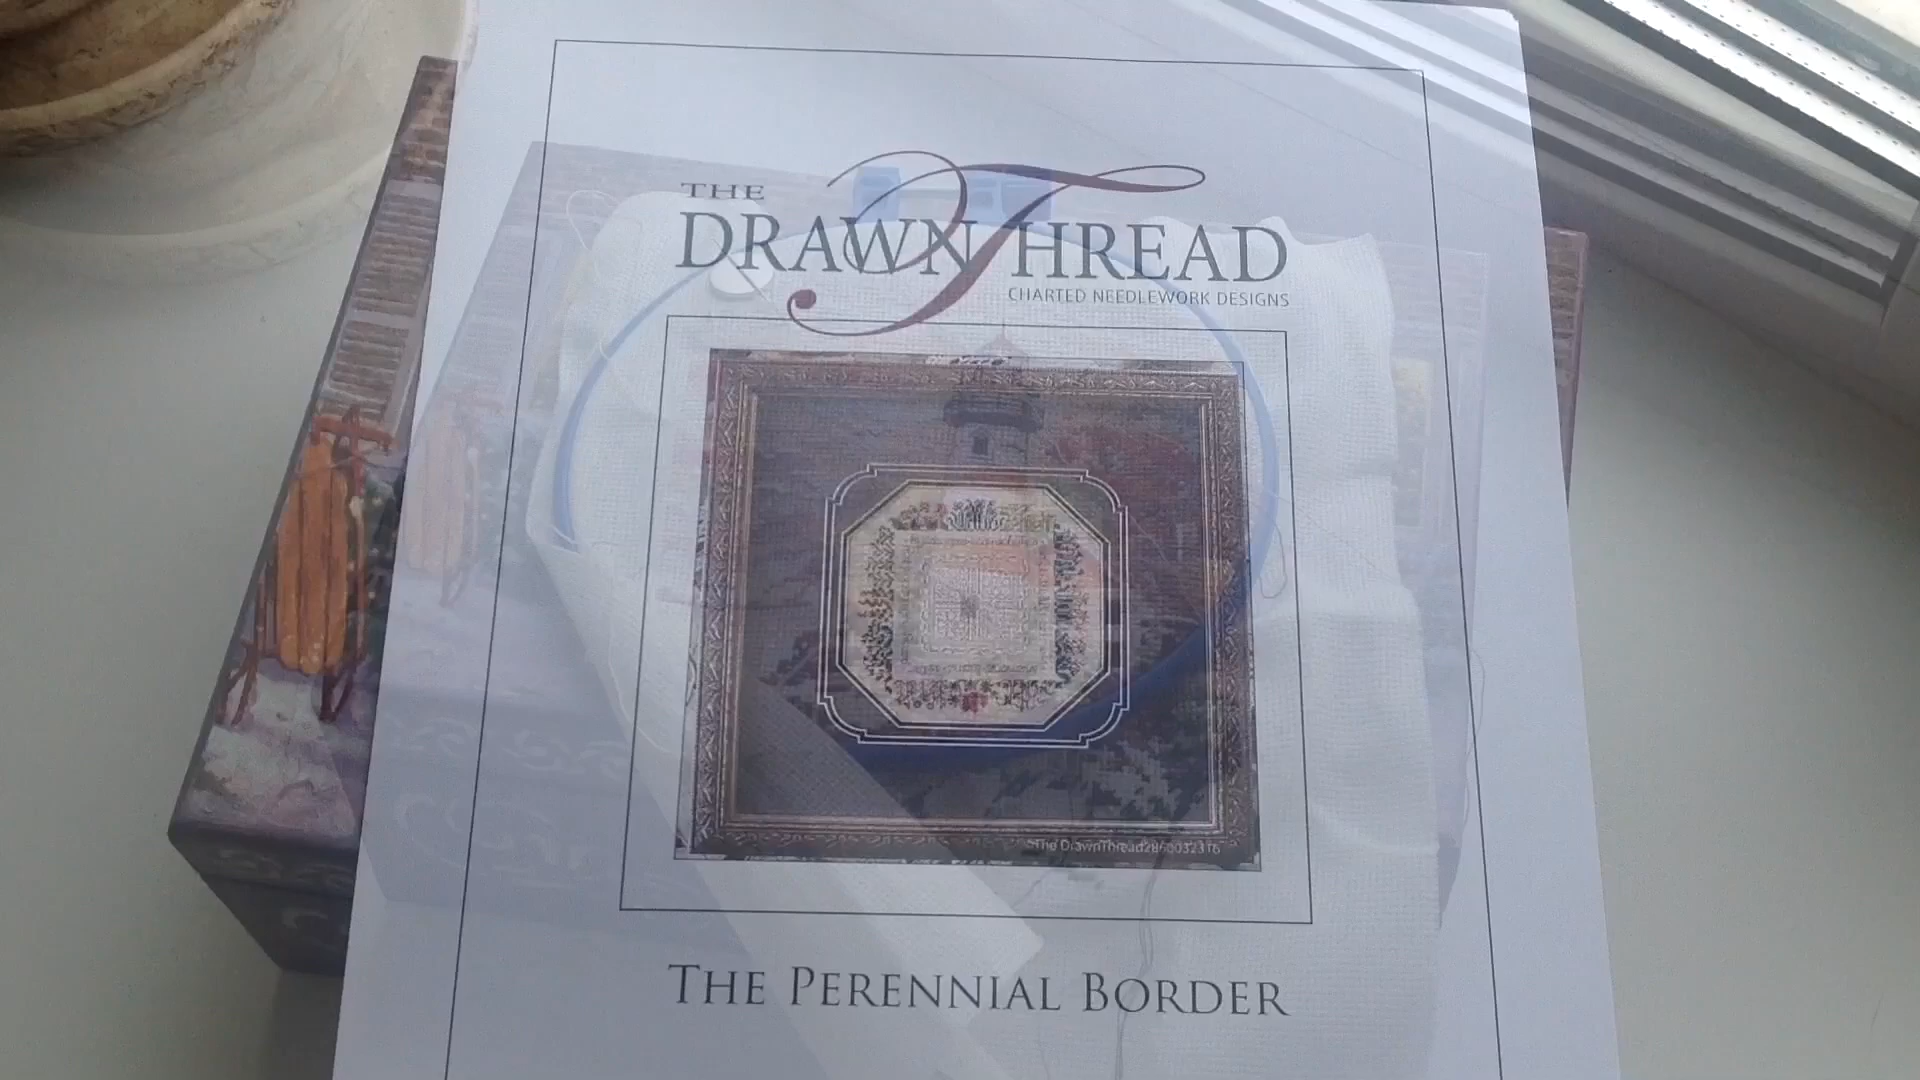 THE
DRAWN THREAD
CHARTED NEEDLEWORK DESIGNS
THE PERENNIAL BORDER